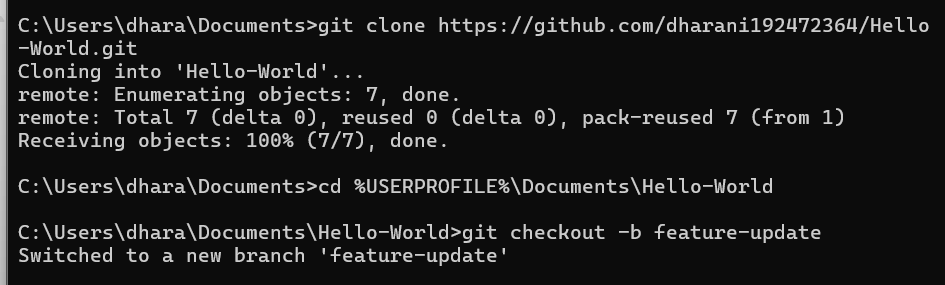 C:\Users\dhara\Documents>git clone https://github.com/dharani192472364/Hello
-World.git
Cloning into 'Hello-World'...
remote: Enumerating objects: 7, done.
remote: Total 7 (delta 0), reused 0 (delta 0), pack-reused 7 (from 1)
Receiving objects: 100% (7/7), done.
C:\Users\dhara\Documents>cd %USERPROFILE%\Documents\Hello-World
C:\Users\dhara\Documents\Hello-World>git checkout -b feature-update
Switched to a new branch 'feature-update'